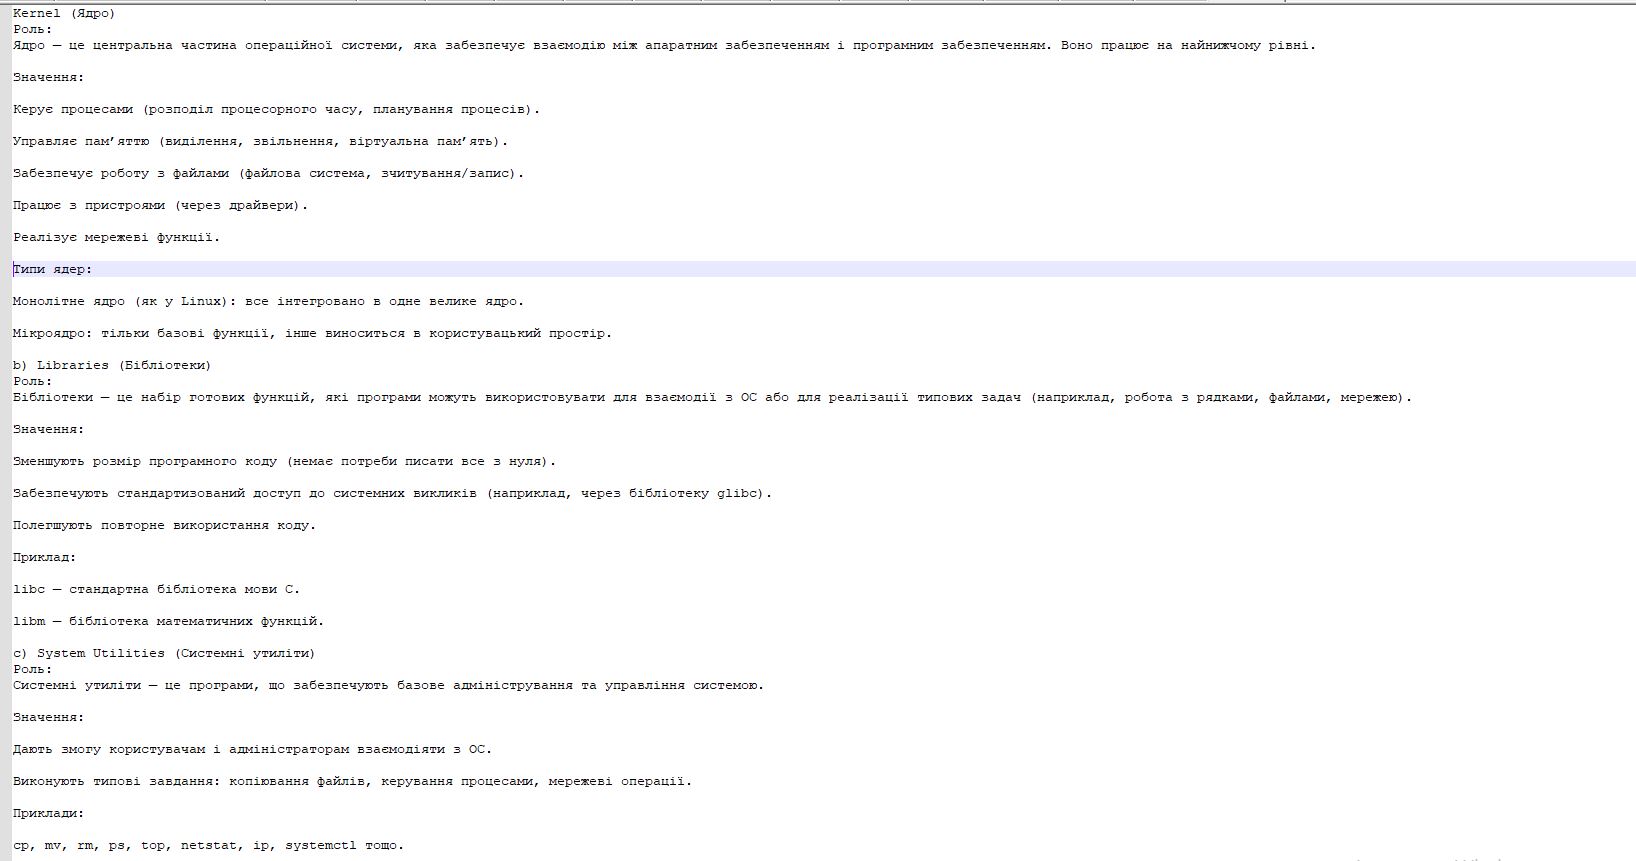 Kernel (Ядро)
Роль:
Ядро — це центральна частина операційної системи, яка забезпечує взаємодію між апаратним забезпеченням і програмним забезпеченням. Воно працює на найнижчому рівні.
Значення:
Керує процесами (розподіл процесорного часу, планування процесів).
Управляє пам’яттю (виділення, звільнення, віртуальна пам’ять).
Забезпечує роботу з файлами (файлова система, зчитування/запис).
Працює з пристроями (через драйвери).
Реалізує мережеві функції.
Типи ядер:
Монолітне ядро (як у Linux): все інтегровано в одне велике ядро.
Мікроядро: тільки базові функції, інше виноситься в користувацький простір.
b) Libraries (Бібліотеки)
Роль:
Бібліотеки — це набір готових функцій, які програми можуть використовувати для взаємодії з ОС або для реалізації типових задач (наприклад, робота з рядками, файлами, мережею).
Значення:
Зменшують розмір програмного коду (немає потреби писати все з нуля).
Забезпечують стандартизований доступ до системних викликів (наприклад, через бібліотеку glibc).
Полегшують повторне використання коду.
Приклад:
libc — стандартна бібліотека мови C.
libm — бібліотека математичних функцій.
c) System Utilities (Системні утиліти)
Роль:
Системні утиліти — це програми, що забезпечують базове адміністрування та управління системою.
Значення:
Дають змогу користувачам і адміністраторам взаємодіяти з ОС.
Виконують типові завдання: копіювання файлів, керування процесами, мережеві операції.
Приклади:
cp, mv, rm, ps, top, netstat, ip, systemctl тощо.